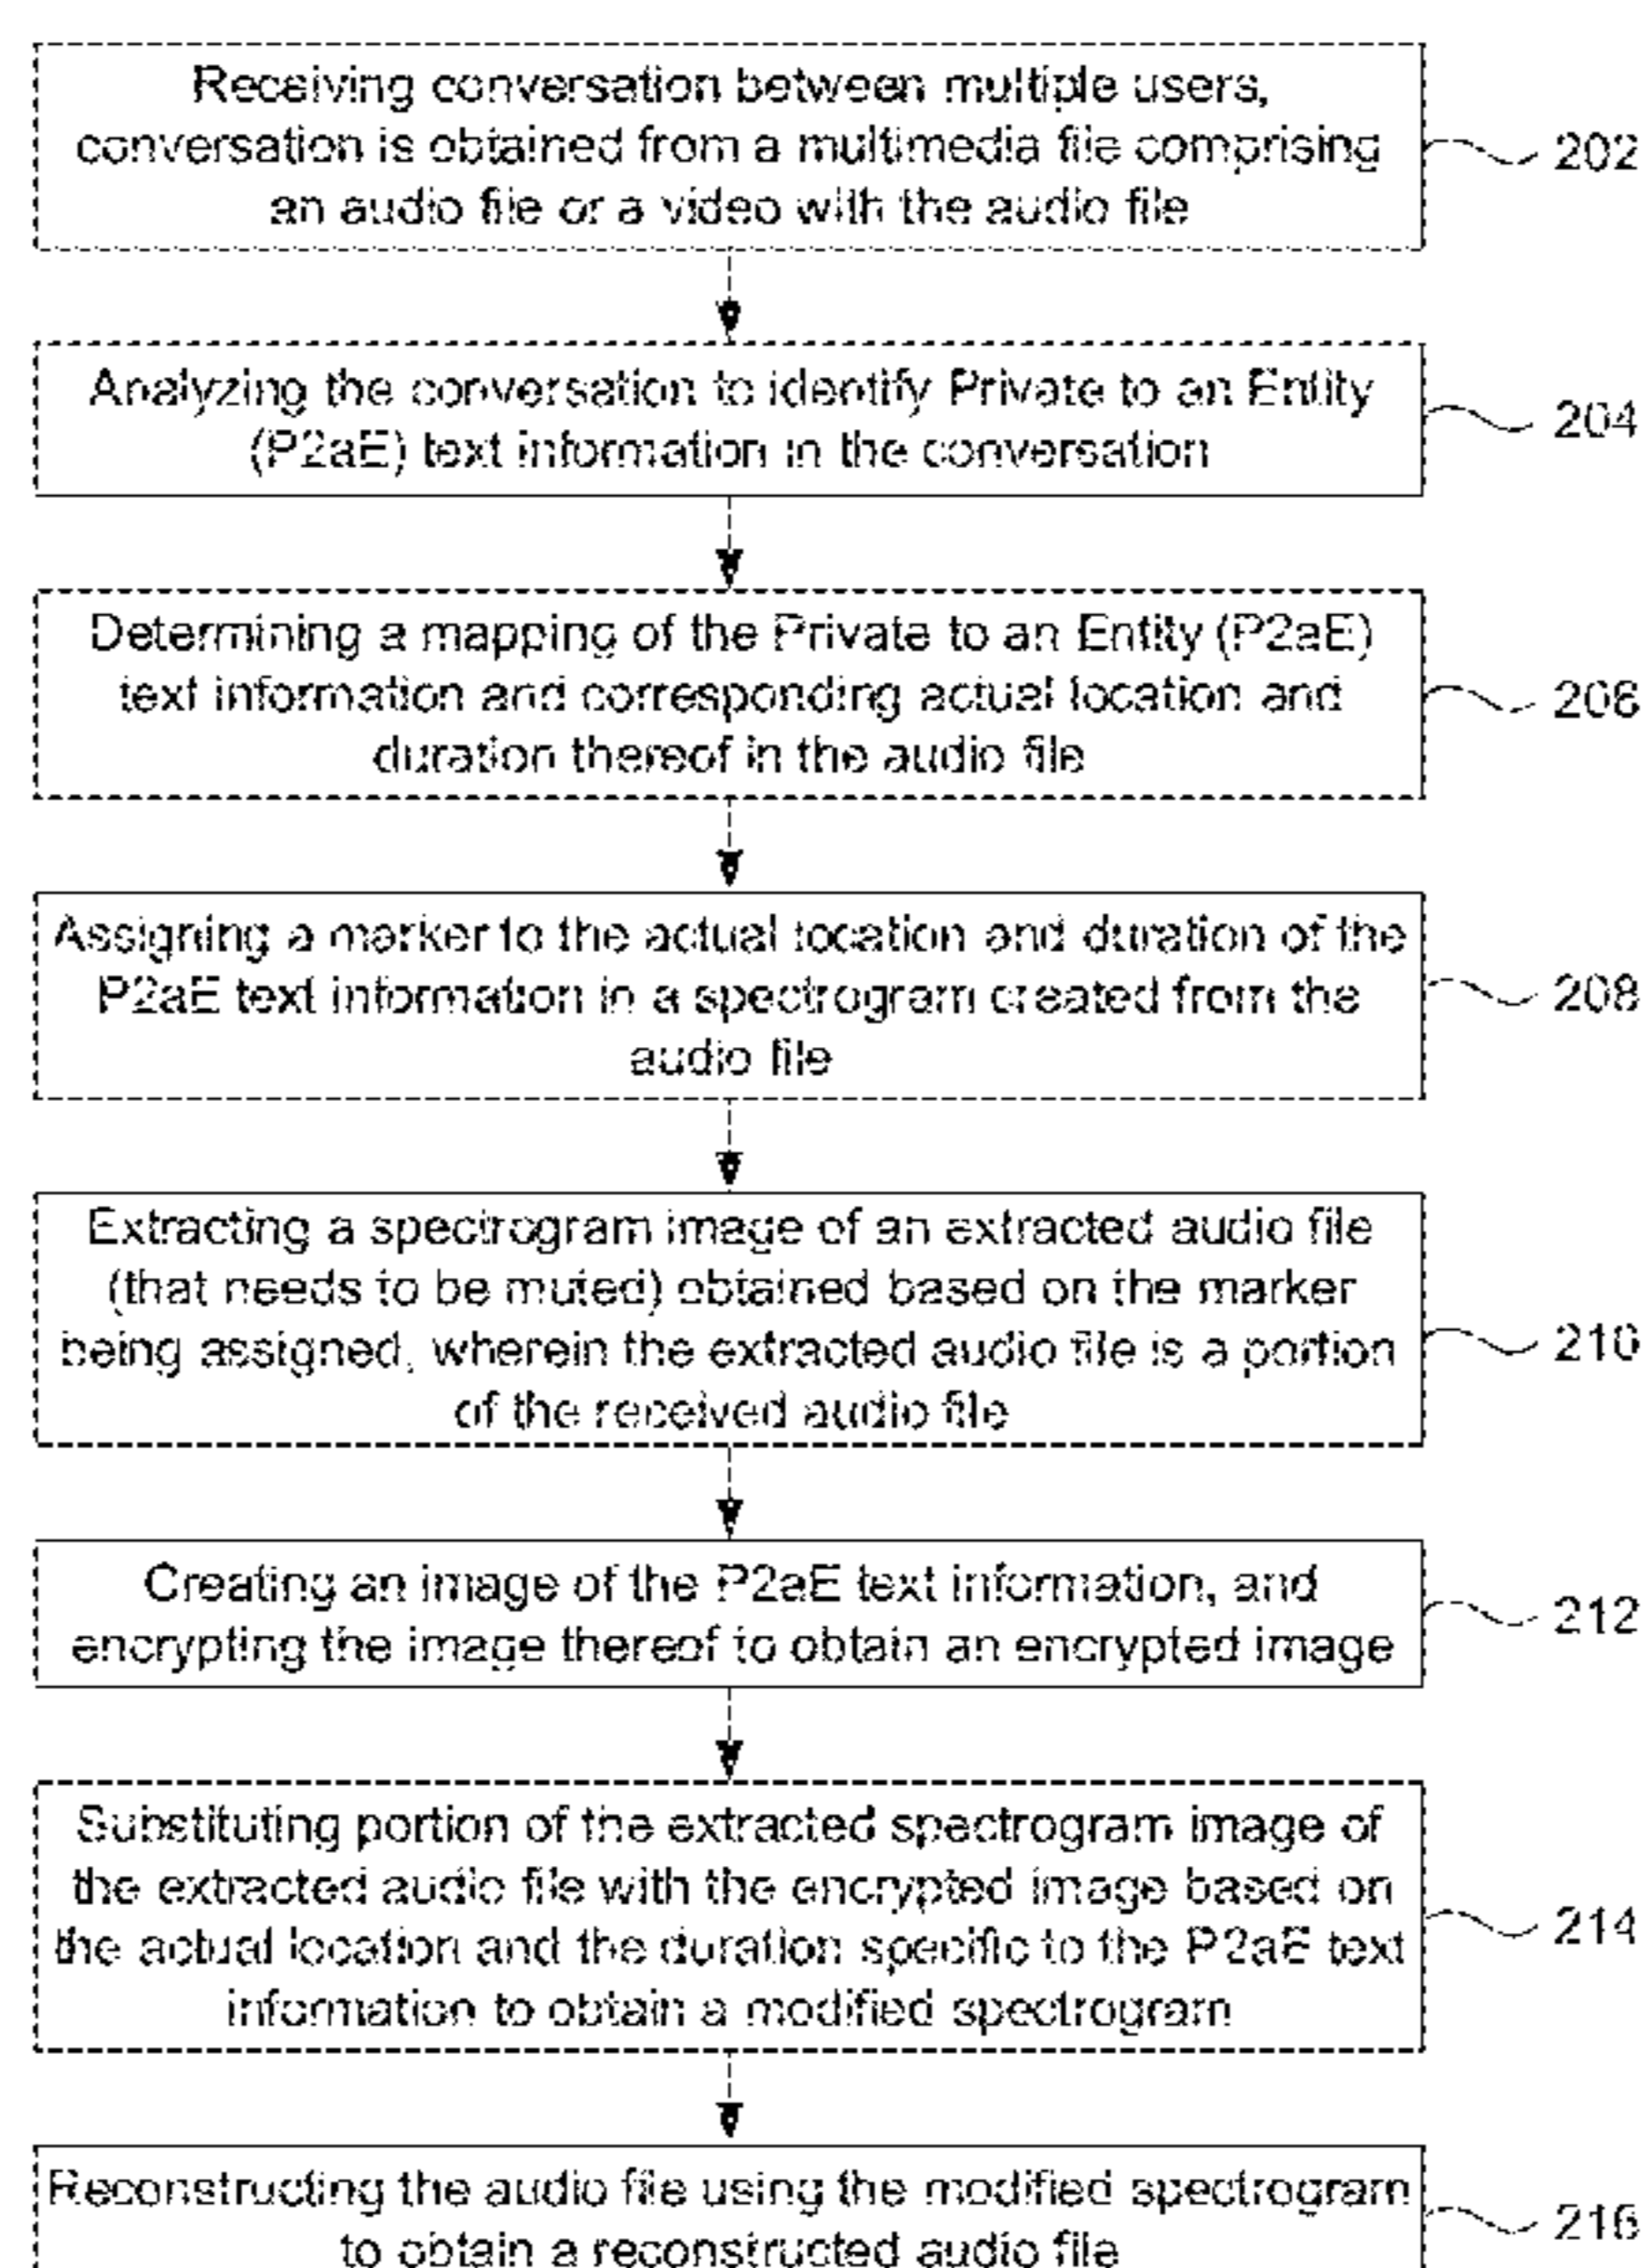 Receiving conversation between multiple users,
conversation is obtained from a multimedia file comprising
an audio file or a video with the audio file
202
Analyzing the conversation to identify Private to an Entity
(P2aE) text information in the conversation
204
Determining a mapping of the Private to an Entity (P2aE)
text information and corresponding actual location and
duration thereof in the audio file
206
Assigning a marker to the actual location and duration of the
P2aE text information in a spectrogram created from the
audio file
208
Extracting a spectrogram image of an extracted audio file
(that needs to be muted) obtained based on the marker
being assigned, wherein the extracted audio file is a portion
of the received audio file
210
Creating an image of the P2aE text information, and
encrypting the image thereof to obtain an encrypted image
212
Substituting portion of the extracted spectrogram image of
the extracted audio file with the encrypted image based on
the actual location and the duration specific to the P2aE text
information to obtain a modified spectrogram
214
Reconstructing the audio file using the modified spectrogram
to obtain a reconstructed audio file
216